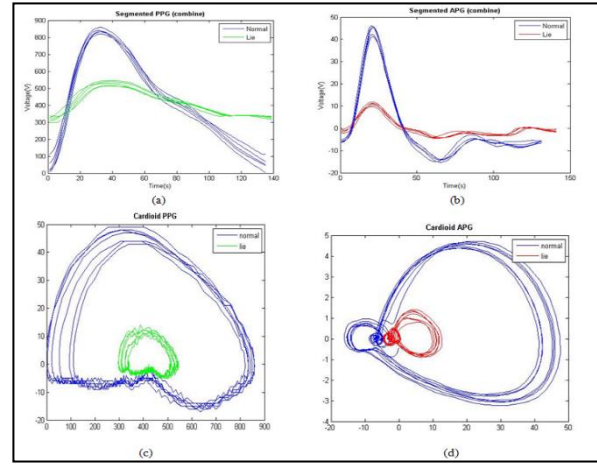 Segmented PPG (combine)
900
800
700
600
500
400
300
200
100
0
Voltage(V)
Normal
Lie
0 20 40 60 80 100 120 140
Time(s)
(a)
Segmented APG (combine)
50
40
30
20
10
0
-10
-20
Voltage(V)
Normal
Lie
0 50 100 150
Time(s)
(b)
Cardioid PPG
50
40
30
20
10
0
-10
-20
normal
lie
0 100 200 300 400 500 600 700 800 900
(c)
Cardioid APG
5
4
3
2
1
0
-1
-2
-3
-4
normal
lie
-20 -10 0 10 20 30 40 50
(d)